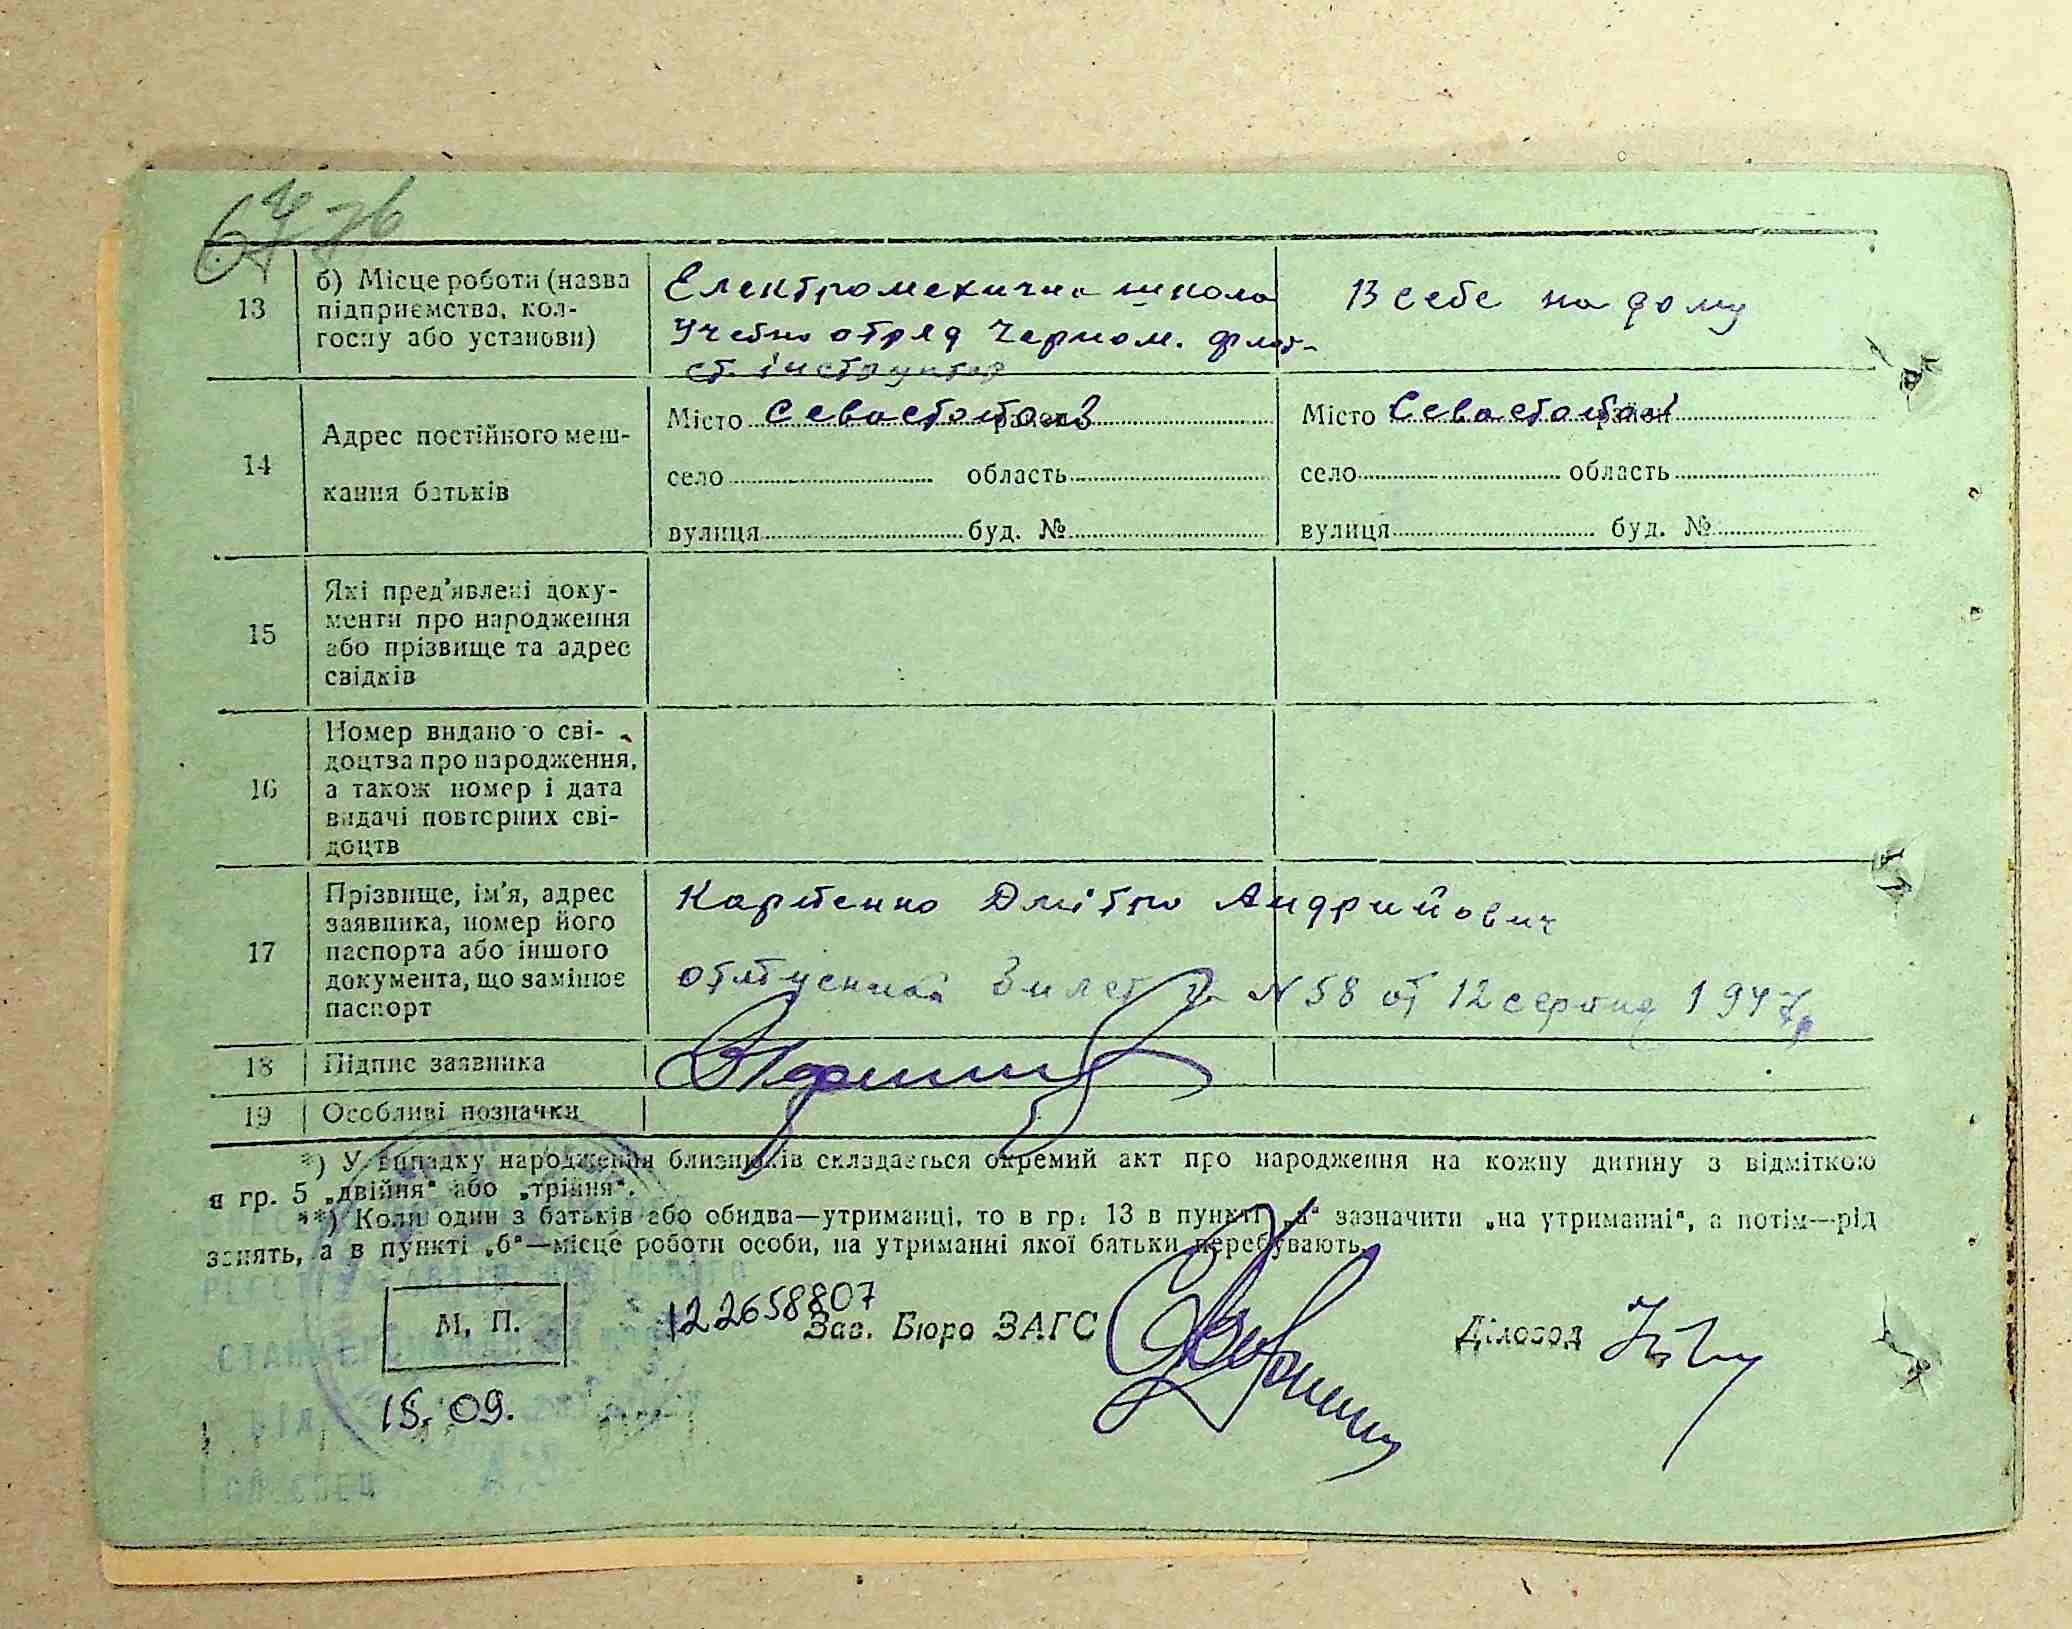 13
б) Місце роботи (назва
підприємства, кол-
госпу або установи)
Електромехична школа
Учебно отряд Черном. флот-
ст. інструктор
В себе на дому
14
Адрес постійного меш-
кання батьків
Місто Севастополь район
село область
вулиця буд. №
Місто Севастополь район
село область
вулиця буд. №
15
Які пред'явлені доку-
менти про народження
або прізвище та адрес
свідків
16
Номер видано о сві-
доцтва про народження,
а також номер і дата
видачі повторних сві-
доцтв
17
Прізвище, ім'я, адрес
заявника, номер його
паспорта або іншого
документа, що замінює
паспорт
Карпенко Дмітро Андрийович
отпускной билет № 58 от 12 серпня 1947р
18
Підпис заявника
19
Особливі позначки
*) У випадку народження близнюків складається окремий акт про народження на кожну дитину з відміткою
в гр. 5 „двійня" або „трійня".
**) Коли один з батьків або обидва—утриманці, то в гр. 13 в пункті „а" зазначити „на утриманні", а потім—рід
занять, а в пункті „б"—місце роботи особи, на утриманні якої батьки перебувають.
М. П.
122658807
Зав. Бюро ЗАГС
Діловод
15. 09.